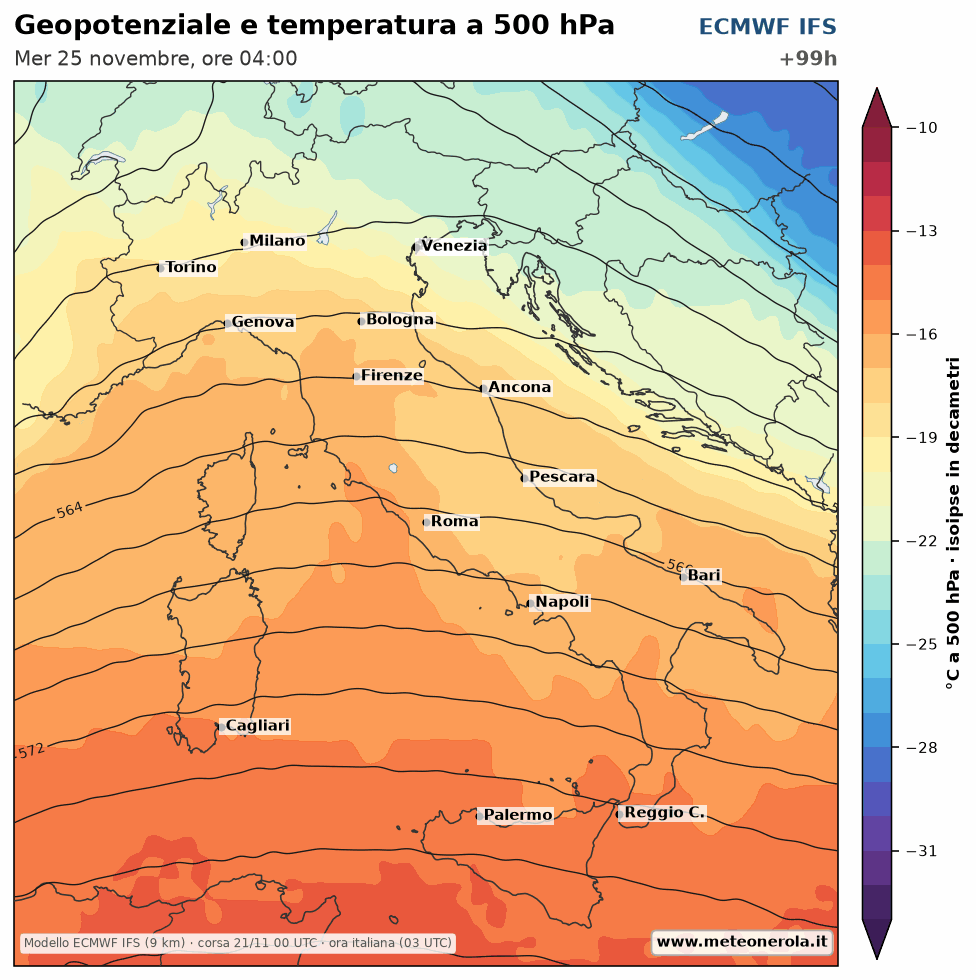 Geopotenziale e temperatura a 500 hPa
ECMWF IFS
Mer 25 novembre, ore 04:00
+99h
−10
−13
−16
−19
−22
−25
−28
−31
°C a 500 hPa · isoipse in decametri
Milano
Venezia
Torino
Genova
Bologna
Firenze
Ancona
Pescara
564
Roma
Bari
Napoli
Cagliari
572
Palermo
Reggio C.
Modello ECMWF IFS (9 km) · corsa 21/11 00 UTC · ora italiana (03 UTC)
www.meteonerola.it